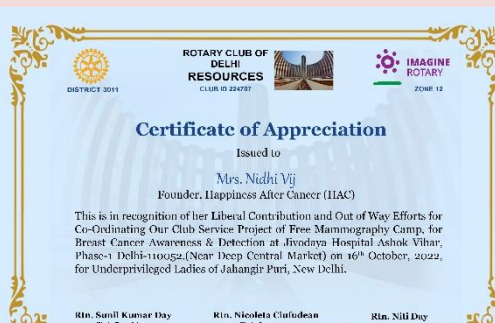 ROTARY CLUB OF
DELHI
RESOURCES
CLUB ID 224767
DISTRICT 3011
IMAGINE
ROTARY
ZONE 12
Certificate of Appreciation
Issued to
Mrs. Nidhi Vij
Founder, Happiness After Cancer (HAC)
This is in recognition of her Liberal Contribution and Out of Way Efforts for
Co-Ordinating Our Club Service Project of Free Mammography Camp, for
Breast Cancer Awareness & Detection at Jivodaya Hospital Ashok Vihar,
Phase-1 Delhi-110052,(Near Deep Central Market) on 16th October, 2022,
for Underprivileged Ladies of Jahangir Puri, New Delhi.
Rtn. Sunil Kumar Day
Rtn. Nicoleta Ciufudean
Rtn. Niti Day